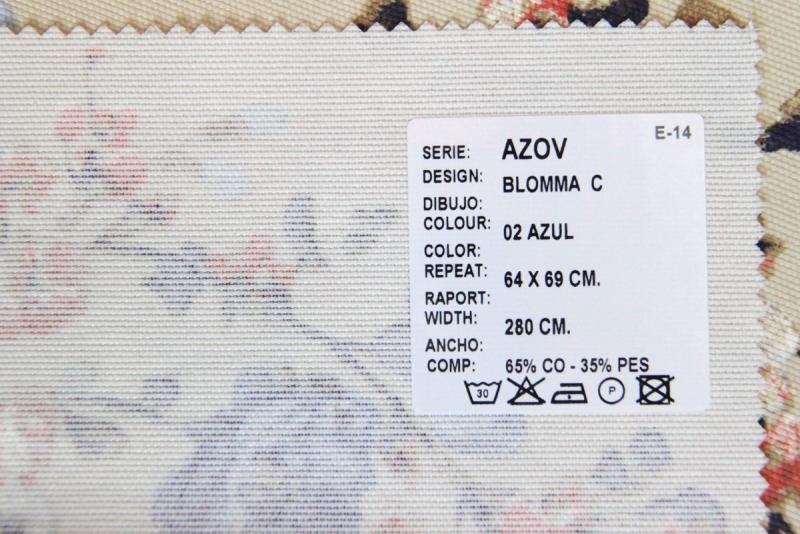 E-14
SERIE: AZOV
DESIGN: BLOMMA C
DIBUJO:
COLOUR: 02 AZUL
COLOR:
REPEAT: 64 X 69 CM.
RAPORT:
WIDTH: 280 CM.
ANCHO:
COMP: 65% CO - 35% PES
30 P